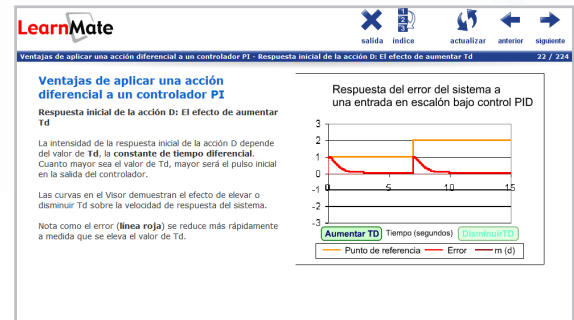 LearnMate
1
2
3
salida índice actualizar anterior siguiente
Ventajas de aplicar una acción diferencial a un controlador PI - Respuesta inicial de la acción D: El efecto de aumentar Td 22 / 224
Ventajas de aplicar una acción
diferencial a un controlador PI
Respuesta inicial de la acción D: El efecto de aumentar
Td
La intensidad de la respuesta inicial de la acción D depende
del valor de Td, la constante de tiempo diferencial.
Cuanto mayor sea el valor de Td, mayor será el pulso inicial
en la salida del controlador.
Las curvas en el Visor demuestran el efecto de elevar o
disminuir Td sobre la velocidad de respuesta del sistema.
Nota como el error (línea roja) se reduce más rápidamente
a medida que se eleva el valor de Td.
Respuesta del error del sistema a
una entrada en escalón bajo control PID
3
2
1
0
-1 0 5 10 15
-2
-3
Aumentar TD Tiempo (segundos) DisminuirTD
Punto de referencia Error m (d)